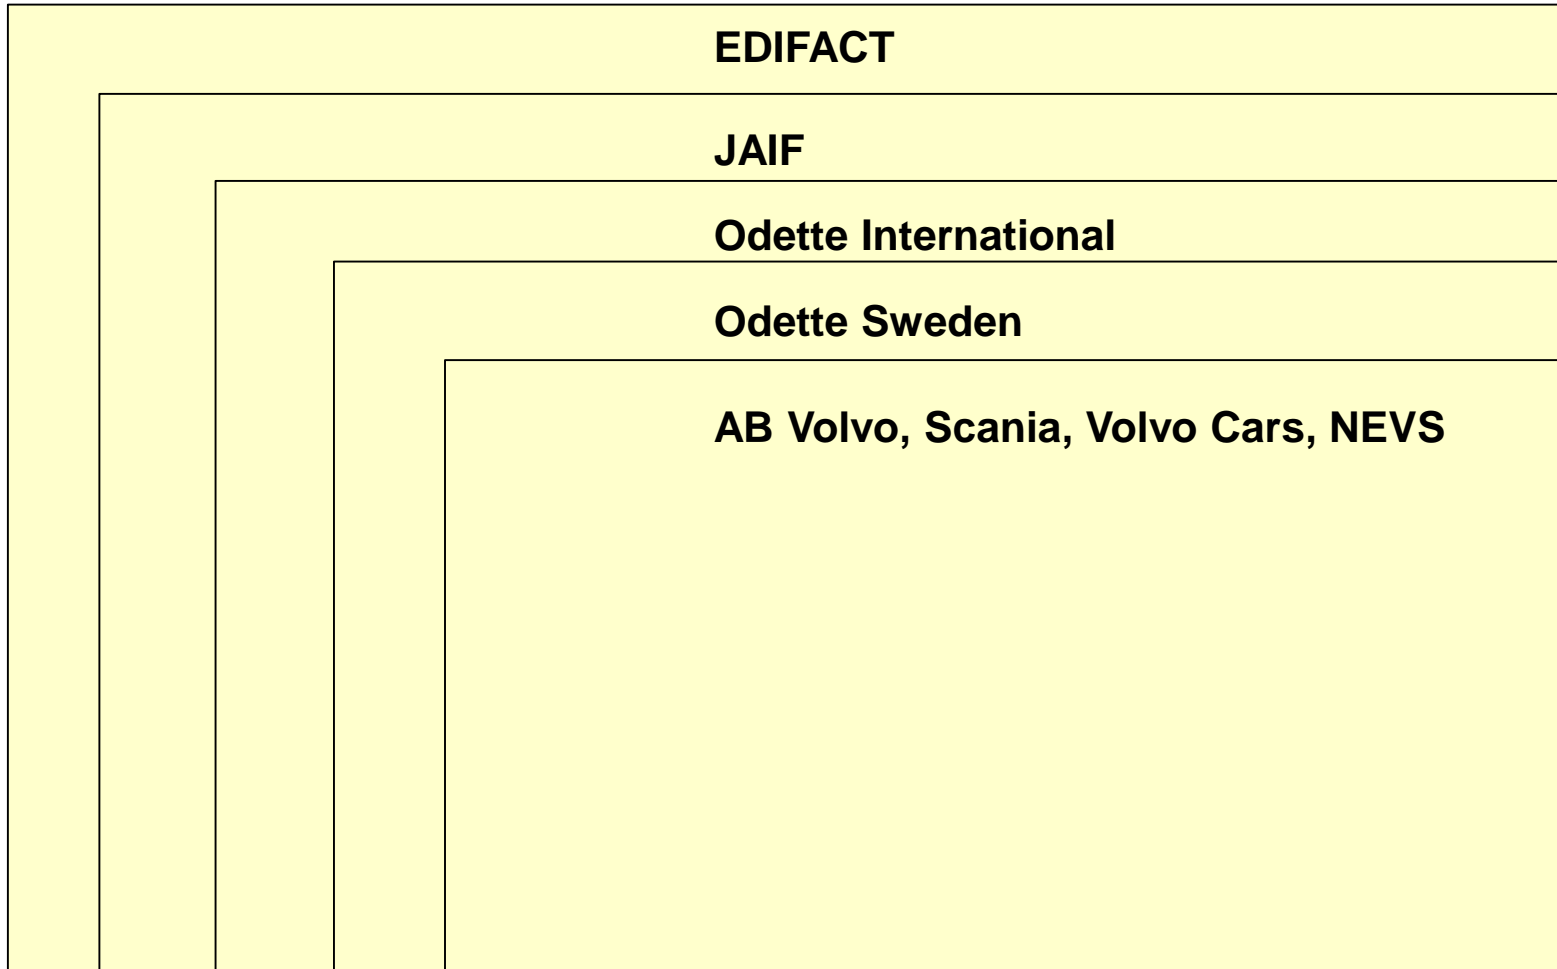 EDIFACT
JAIF
Odette International
Odette Sweden
AB Volvo, Scania, Volvo Cars, NEVS